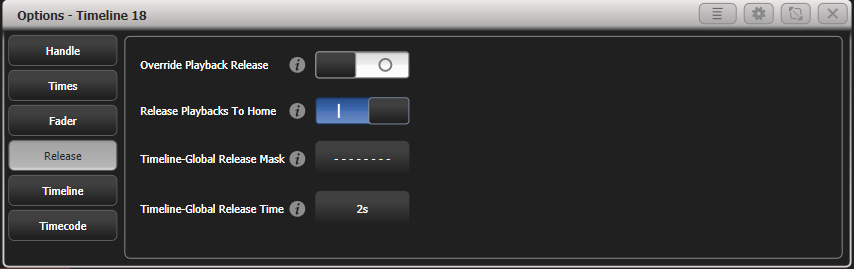 Options - Timeline 18
Handle
Times
Fader
Release
Timeline
Timecode
Override Playback Release
Release Playbacks To Home
Timeline-Global Release Mask
--------
Timeline-Global Release Time
2s